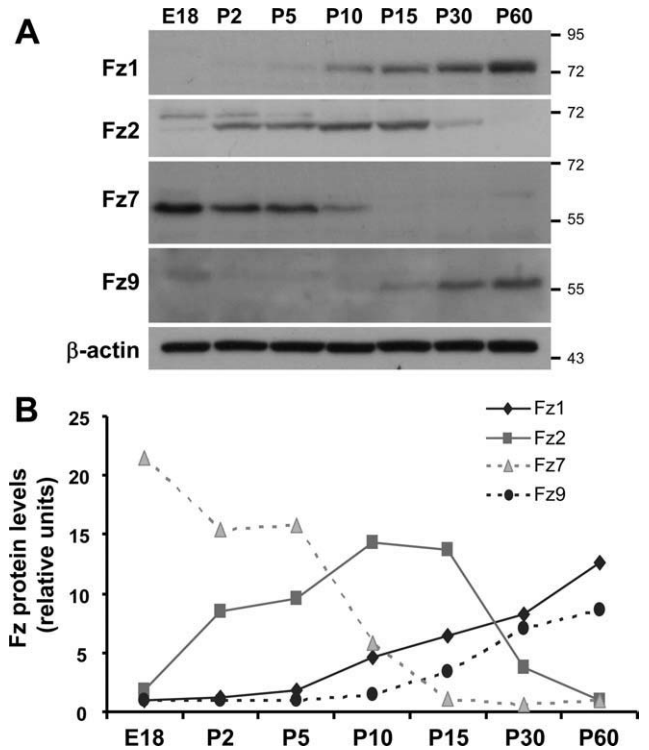 A
E18 P2 P5 P10 P15 P30 P60
Fz1
95
72
Fz2
72
Fz7
72
55
Fz9
55
β-actin
43
B
Fz protein levels
(relative units)
25
20
15
10
5
0
Fz1
Fz2
Fz7
Fz9
E18 P2 P5 P10 P15 P30 P60